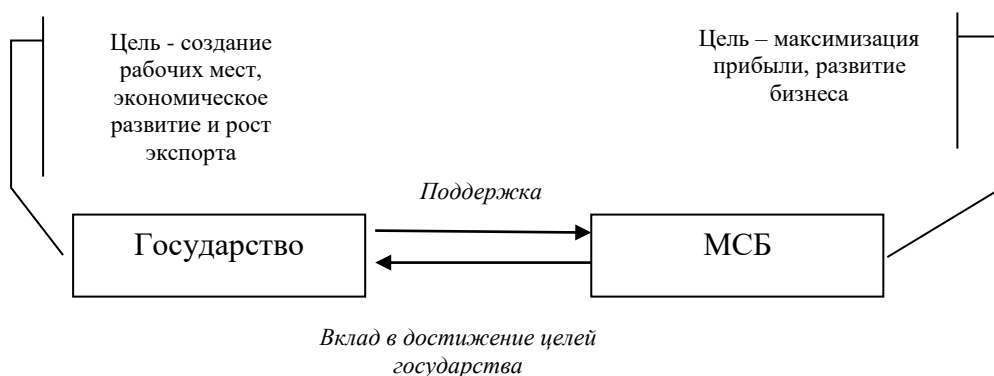 Цель - создание
рабочих мест,
экономическое
развитие и рост
экспорта
Цель – максимизация
прибыли, развитие
бизнеса
Поддержка
Государство
МСБ
Вклад в достижение целей
государства